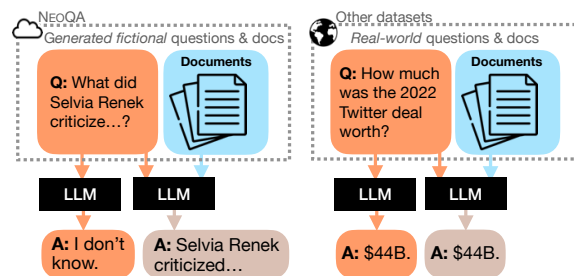 NEOQA
Generated fictional questions & docs
Q: What did
Selvia Renek
criticize…?
Documents
LLM
LLM
A: I don't
know.
A: Selvia Renek
criticized…
Other datasets
Real-world questions & docs
Q: How much
was the 2022
Twitter deal
worth?
Documents
LLM
LLM
A: $44B.
A: $44B.